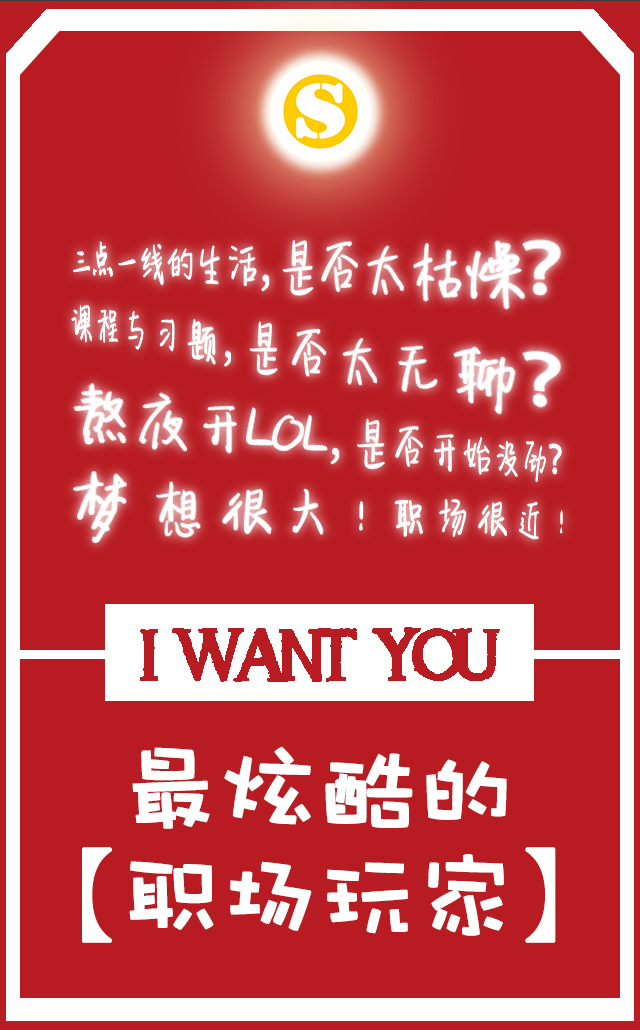 S
三点一线的生活,是否太枯燥?
课程与习题,是否太无聊?
熬夜开LOL,是否开始没劲?
梦想很大！职场很近！
I WANT YOU
最炫酷的
【职场玩家】